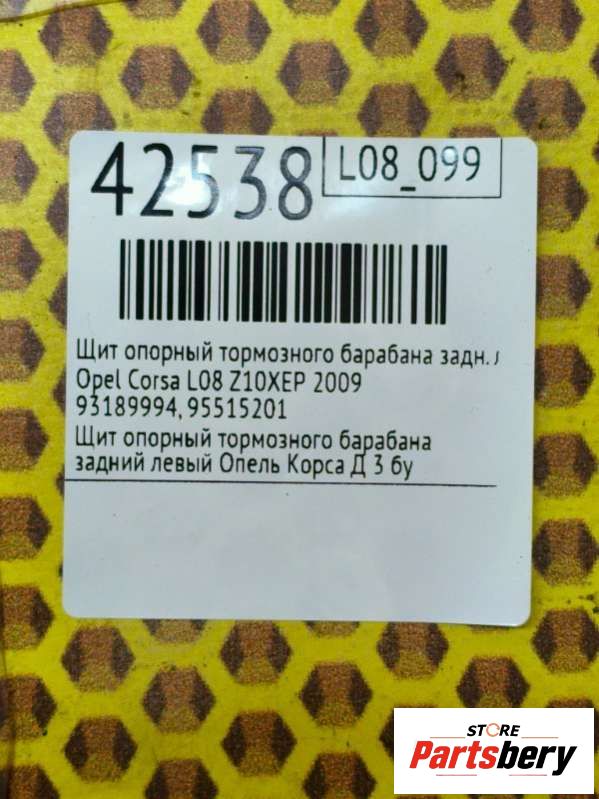 42538
L08_099
Щит опорный тормозного барабана задн. л
Opel Corsa L08 Z10XEP 2009
93189994, 95515201
Щит опорный тормозного барабана
задний левый Опель Корса Д 3 бу
STORE
Partsbery